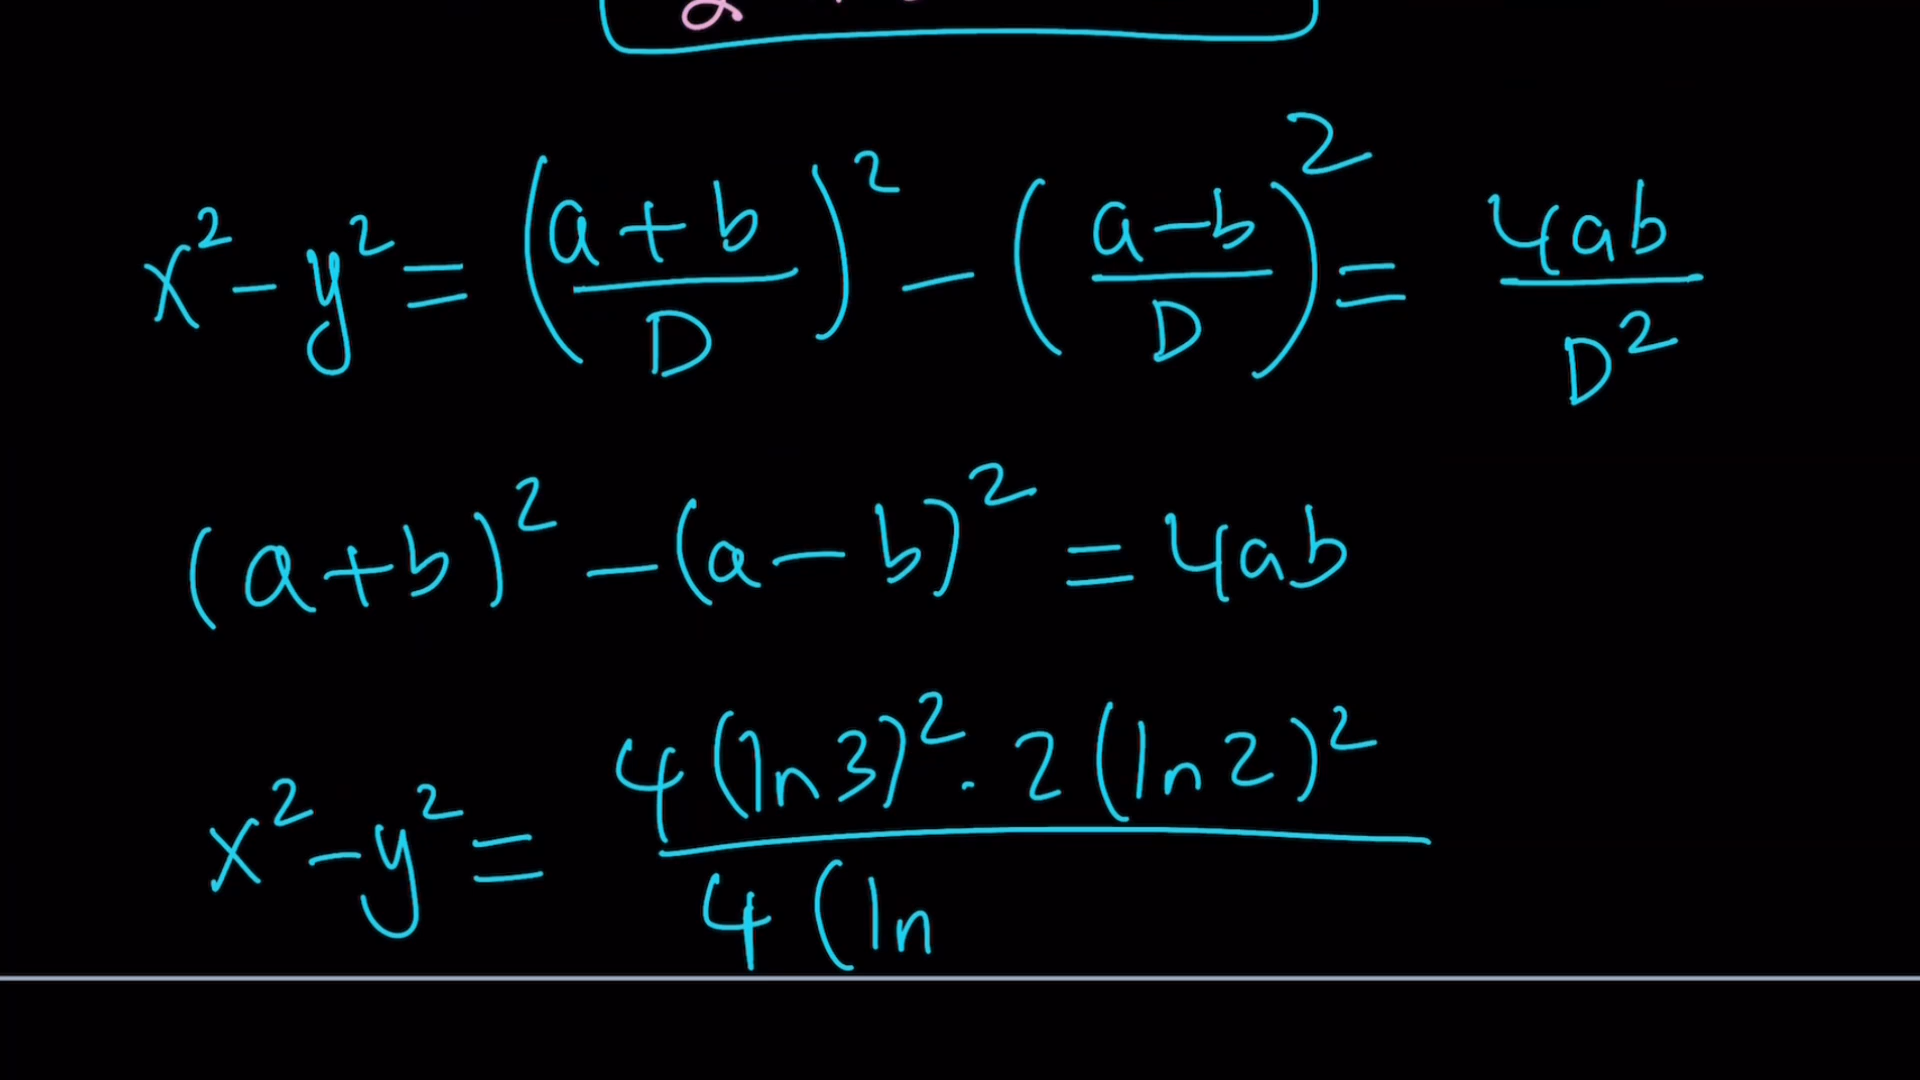 x² - y² = ((a+b)/D)² - ((a-b)/D)² = 4ab/D²
(a+b)² - (a-b)² = 4ab
x² - y² = 4(ln3)² · 2(ln2)² / 4(ln